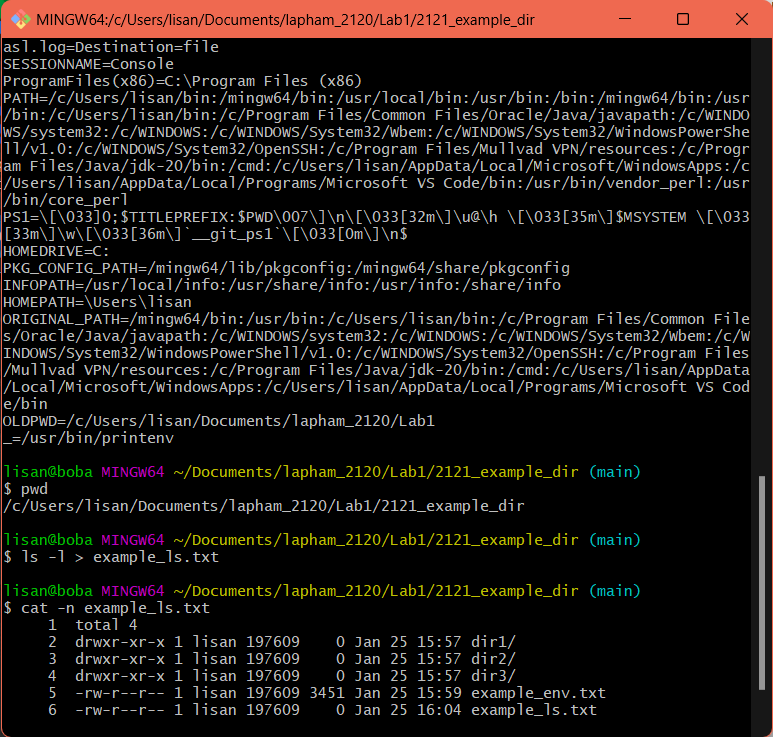 MINGW64:/c/Users/lisan/Documents/lapham_2120/Lab1/2121_example_dir
asl.log=Destination=file
SESSIONNAME=Console
ProgramFiles(x86)=C:\Program Files (x86)
PATH=/c/Users/lisan/bin:/mingw64/bin:/usr/local/bin:/usr/bin:/bin:/mingw64/bin:/usr
/bin:/c/Users/lisan/bin:/c/Program Files/Common Files/Oracle/Java/javapath:/c/WINDO
WS/system32:/c/WINDOWS:/c/WINDOWS/System32/Wbem:/c/WINDOWS/System32/WindowsPowerShe
ll/v1.0:/c/WINDOWS/System32/OpenSSH:/c/Program Files/Mullvad VPN/resources:/c/Progr
am Files/Java/jdk-20/bin:/cmd:/c/Users/lisan/AppData/Local/Microsoft/WindowsApps:/c
/Users/lisan/AppData/Local/Programs/Microsoft VS Code/bin:/usr/bin/vendor_perl:/usr
/bin/core_perl
PS1=\[\033]0;$TITLEPREFIX:$PWD\007\]\n\[\033[32m\]\u@\h \[\033[35m\]$MSYSTEM \[\033
[33m\]\w\[\033[36m\]`__git_ps1`\[\033[0m\]\n$
HOMEDRIVE=C:
PKG_CONFIG_PATH=/mingw64/lib/pkgconfig:/mingw64/share/pkgconfig
INFOPATH=/usr/local/info:/usr/share/info:/usr/info:/share/info
HOMEPATH=\Users\lisan
ORIGINAL_PATH=/mingw64/bin:/usr/bin:/c/Users/lisan/bin:/c/Program Files/Common File
s/Oracle/Java/javapath:/c/WINDOWS/system32:/c/WINDOWS:/c/WINDOWS/System32/Wbem:/c/W
INDOWS/System32/WindowsPowerShell/v1.0:/c/WINDOWS/System32/OpenSSH:/c/Program Files
/Mullvad VPN/resources:/c/Program Files/Java/jdk-20/bin:/cmd:/c/Users/lisan/AppData
/Local/Microsoft/WindowsApps:/c/Users/lisan/AppData/Local/Programs/Microsoft VS Cod
e/bin
OLDPWD=/c/Users/lisan/Documents/lapham_2120/Lab1
_=/usr/bin/printenv
lisan@boba MINGW64 ~/Documents/lapham_2120/Lab1/2121_example_dir (main)
$ pwd
/c/Users/lisan/Documents/lapham_2120/Lab1/2121_example_dir
lisan@boba MINGW64 ~/Documents/lapham_2120/Lab1/2121_example_dir (main)
$ ls -l > example_ls.txt
lisan@boba MINGW64 ~/Documents/lapham_2120/Lab1/2121_example_dir (main)
$ cat -n example_ls.txt
1 total 4
2 drwxr-xr-x 1 lisan 197609 0 Jan 25 15:57 dir1/
3 drwxr-xr-x 1 lisan 197609 0 Jan 25 15:57 dir2/
4 drwxr-xr-x 1 lisan 197609 0 Jan 25 15:57 dir3/
5 -rw-r--r-- 1 lisan 197609 3451 Jan 25 15:59 example_env.txt
6 -rw-r--r-- 1 lisan 197609 0 Jan 25 16:04 example_ls.txt